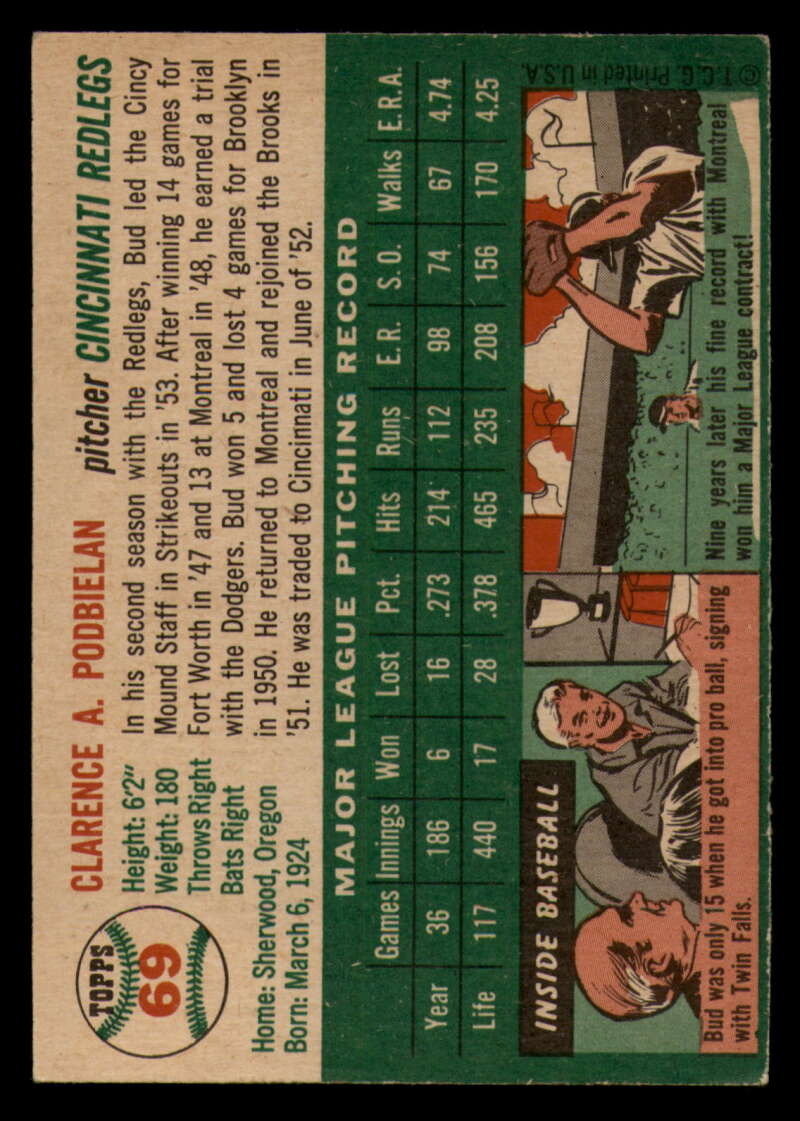 TOPPS
69
CLARENCE A. PODBIELAN pitcher CINCINNATI REDLEGS
Height: 6'2"
Weight: 180
Throws Right
Bats Right
Home: Sherwood, Oregon
Born: March 6, 1924
In his second season with the Redlegs, Bud led the Cincy
Mound Staff in Strikeouts in '53. After winning 14 games for
Fort Worth in '47 and 13 at Montreal in '48, he earned a trial
with the Dodgers. Bud won 5 and lost 4 games for Brooklyn
in 1950. He returned to Montreal and rejoined the Brooks in
'51. He was traded to Cincinnati in June of '52.
MAJOR LEAGUE PITCHING RECORD
Games Innings Won Lost Pct. Hits Runs E.R. S.O. Walks E.R.A.
Year 36 186 6 16 .273 214 112 98 74 67 4.74
Life 117 440 17 28 .378 465 235 208 156 170 4.25
INSIDE BASEBALL
Bud was only 15 when he got into pro ball, signing
with Twin Falls.
Nine years later his fine record with Montreal
won him a Major League contract!
© T.C.G. Printed in U.S.A.